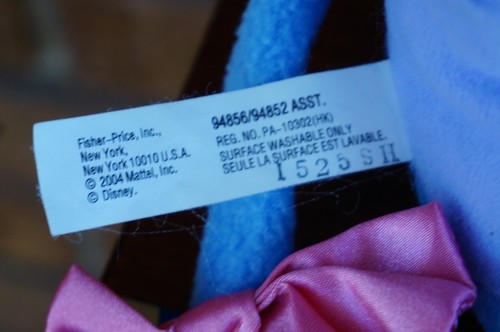 Fisher-Price, Inc.,
New York,
New York 10010 U.S.A.
© 2004 Mattel, Inc.
© Disney.
94856/94852 ASST.
REG. NO. PA-10302(HK)
SURFACE WASHABLE ONLY
SEULE LA SURFACE EST LAVABLE.
1525SH